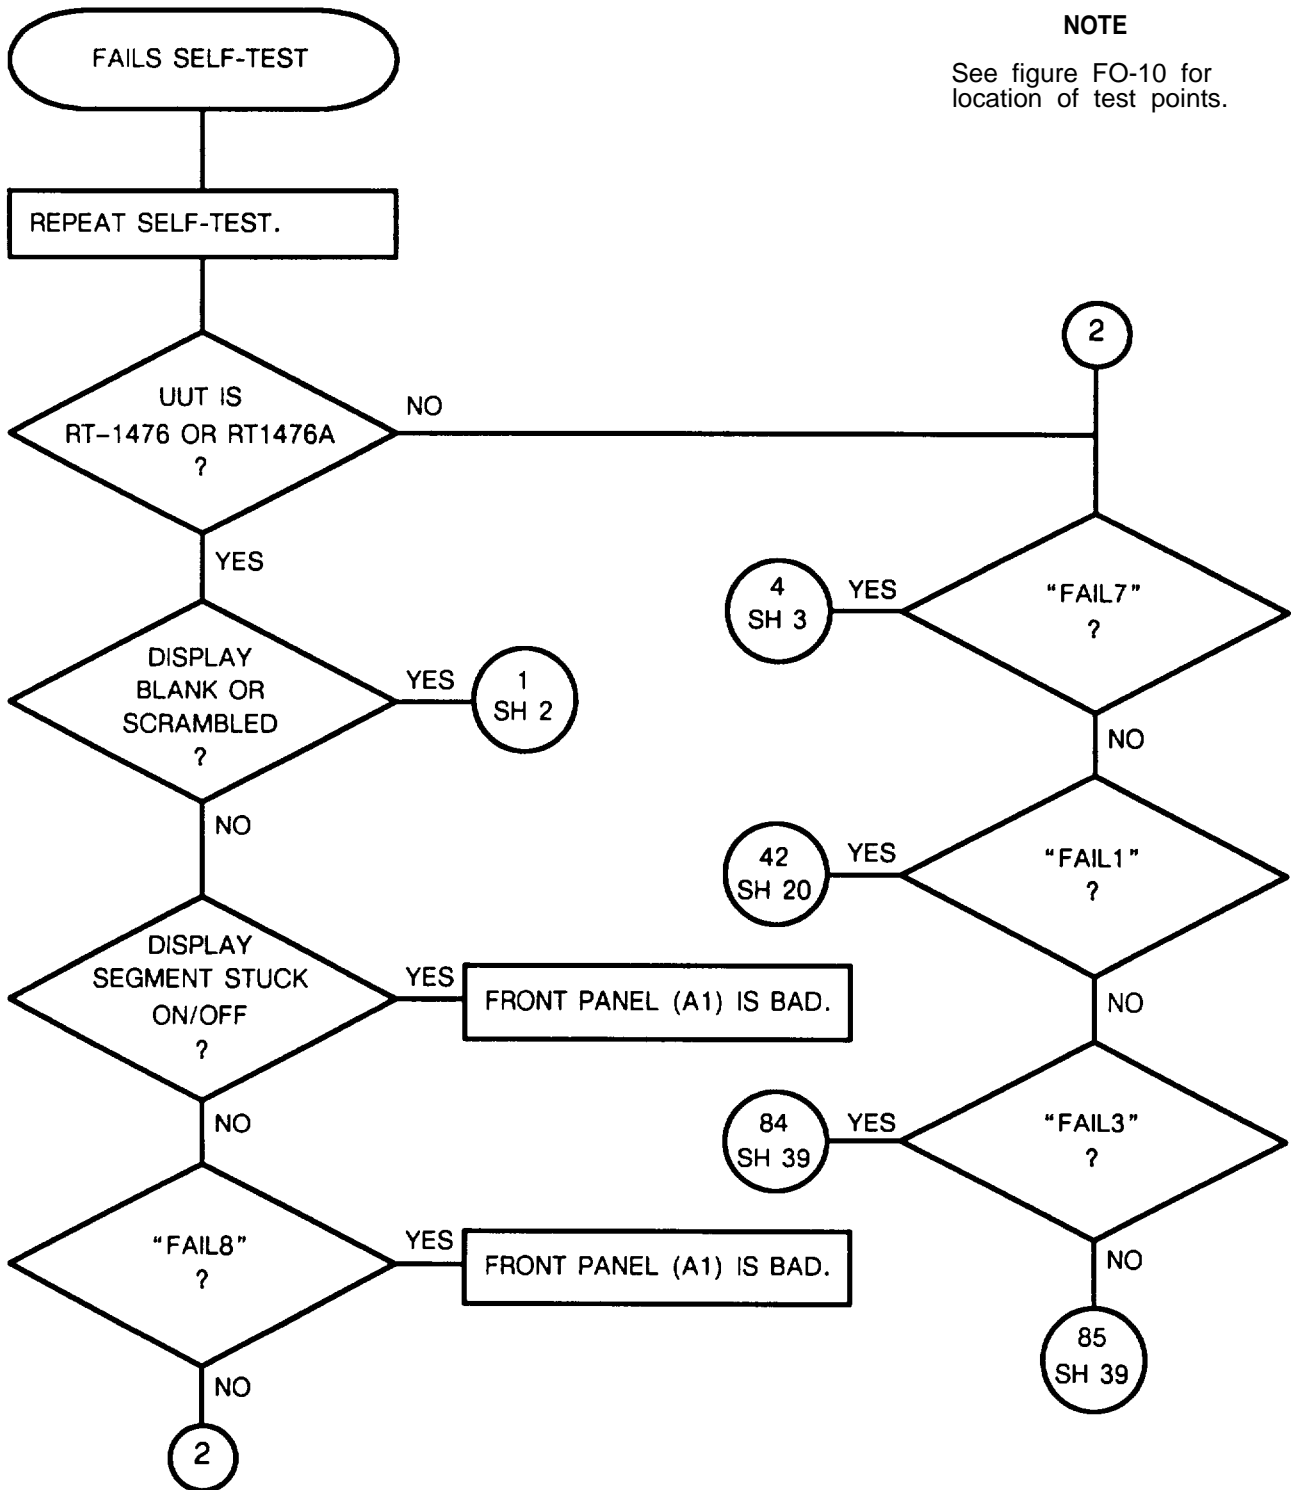 NOTE
See figure FO-10 for
location of test points.
FAILS SELF-TEST
REPEAT SELF-TEST.
UUT IS
RT-1476 OR RT1476A
?
NO
YES
DISPLAY
BLANK OR
SCRAMBLED
?
YES
1
SH 2
NO
DISPLAY
SEGMENT STUCK
ON/OFF
?
YES
FRONT PANEL (A1) IS BAD.
NO
"FAIL8"
?
YES
FRONT PANEL (A1) IS BAD.
NO
2
2
"FAIL7"
?
YES
4
SH 3
NO
"FAIL1"
?
YES
42
SH 20
NO
"FAIL3"
?
YES
84
SH 39
NO
85
SH 39